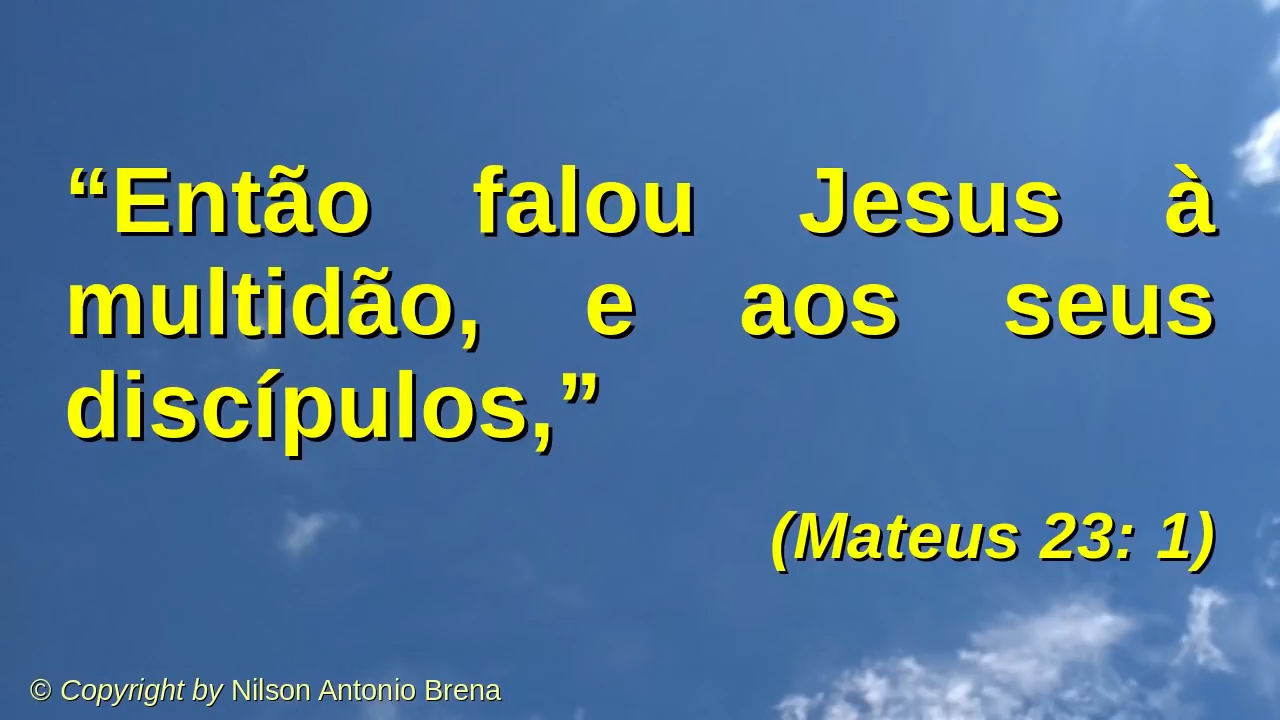 “Então falou Jesus à
multidão, e aos seus
discípulos,”
(Mateus 23: 1)
© Copyright by Nilson Antonio Brena